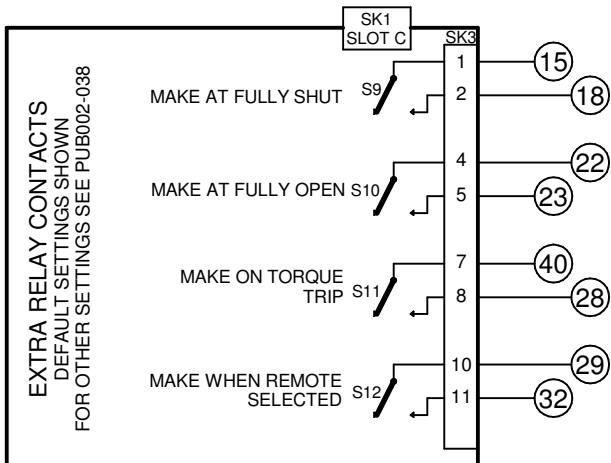 SK1
SLOT C
SK3
EXTRA RELAY CONTACTS
DEFAULT SETTINGS SHOWN
FOR OTHER SETTINGS SEE PUB002-038
MAKE AT FULLY SHUT S9 1 15
2 18
MAKE AT FULLY OPEN S10 4 22
5 23
MAKE ON TORQUE
TRIP S11 7 40
8 28
MAKE WHEN REMOTE
SELECTED S12 10 29
11 32